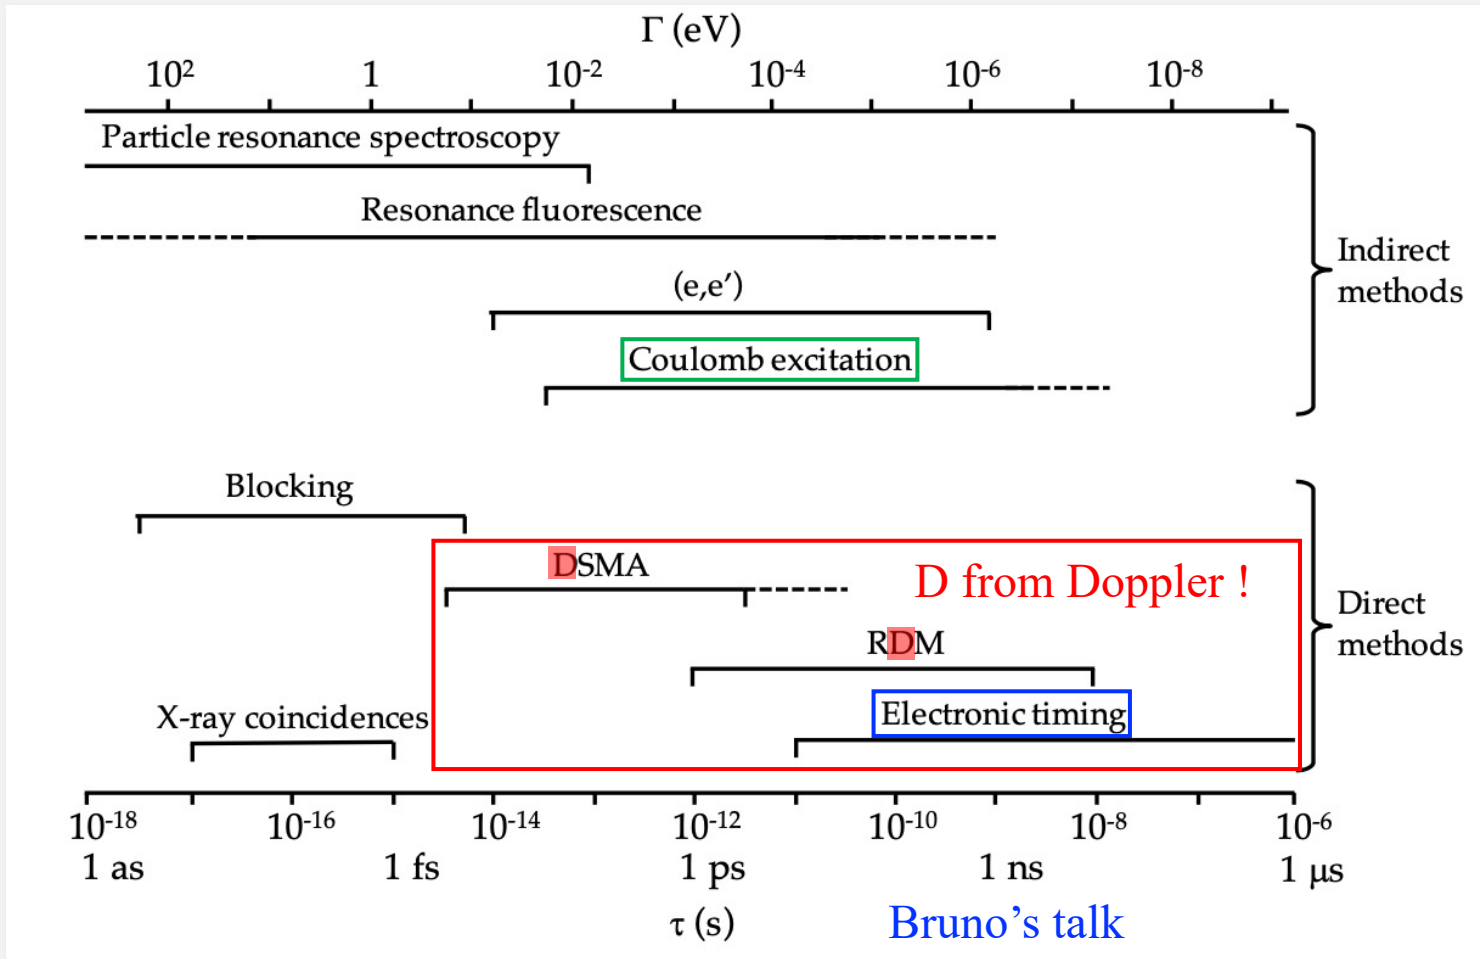 Γ (eV)
10² 1 10⁻² 10⁻⁴ 10⁻⁶ 10⁻⁸
Particle resonance spectroscopy
Resonance fluorescence
(e,e′)
Coulomb excitation
Indirect
methods
Blocking
DSMA
D from Doppler !
RDM
Electronic timing
X-ray coincidences
Direct
methods
10⁻¹⁸ 10⁻¹⁶ 10⁻¹⁴ 10⁻¹² 10⁻¹⁰ 10⁻⁸ 10⁻⁶
1 as 1 fs 1 ps 1 ns 1 μs
τ (s)
Bruno’s talk